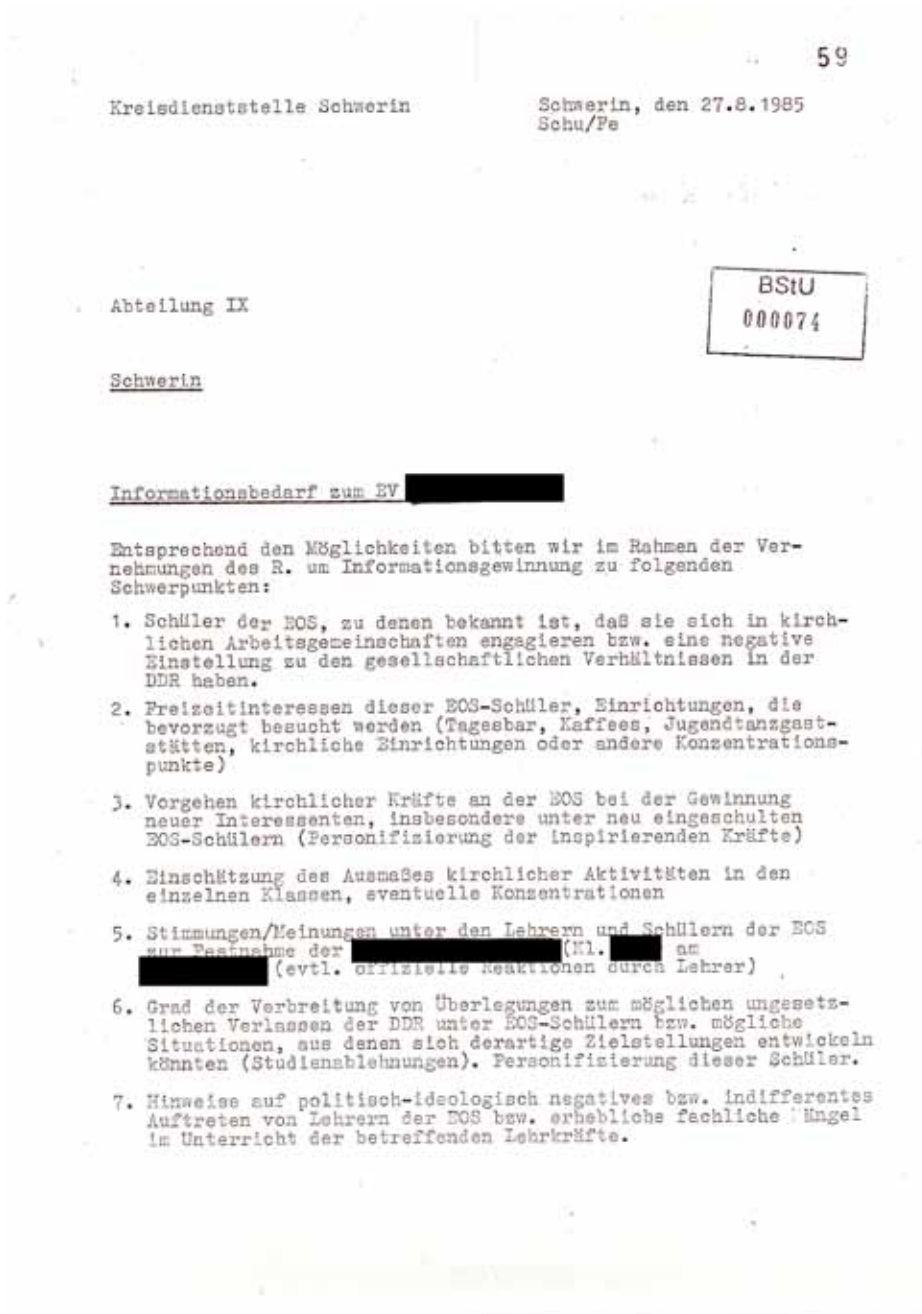 59
Kreisdienststelle Schwerin
Schwerin, den 27.8.1985
Schu/Fe
BStU
000074
Abteilung IX
Schwerin
Informationsbedarf zum EV
Entsprechend den Möglichkeiten bitten wir im Rahmen der Ver-
nehmungen des R. um Informationsgewinnung zu folgenden
Schwerpunkten:
1. Schüler der EOS, zu denen bekannt ist, daß sie sich in kirch-
lichen Arbeitsgemeinschaften engagieren bzw. eine negative
Einstellung zu den gesellschaftlichen Verhältnissen in der
DDR haben.
2. Freizeitinteressen dieser EOS-Schüler, Einrichtungen, die
bevorzugt besucht werden (Tagesbar, Kaffees, Jugendtanzgast-
stätten, kirchliche Einrichtungen oder andere Konzentrations-
punkte)
3. Vorgehen kirchlicher Kräfte an der EOS bei der Gewinnung
neuer Interessenten, insbesondere unter neu eingeschulten
EOS-Schülern (Personifizierung der inspirierenden Kräfte)
4. Einschätzung des Ausmaßes kirchlicher Aktivitäten in den
einzelnen Klassen, eventuelle Konzentrationen
5. Stimmungen/Meinungen unter den Lehrern und Schülern der EOS
zur Festnahme der (Kl. am
(evtl. offizielle Reaktionen durch Lehrer)
6. Grad der Verbreitung von Überlegungen zum möglichen ungesetz-
lichen Verlassen der DDR unter EOS-Schülern bzw. mögliche
Situationen, aus denen sich derartige Zielstellungen entwickeln
könnten (Studienablehnungen). Personifizierung dieser Schüler.
7. Hinweise auf politisch-ideologisch negatives bzw. indifferentes
Auftreten von Lehrern der EOS bzw. erhebliche fachliche Mängel
im Unterricht der betreffenden Lehrkräfte.